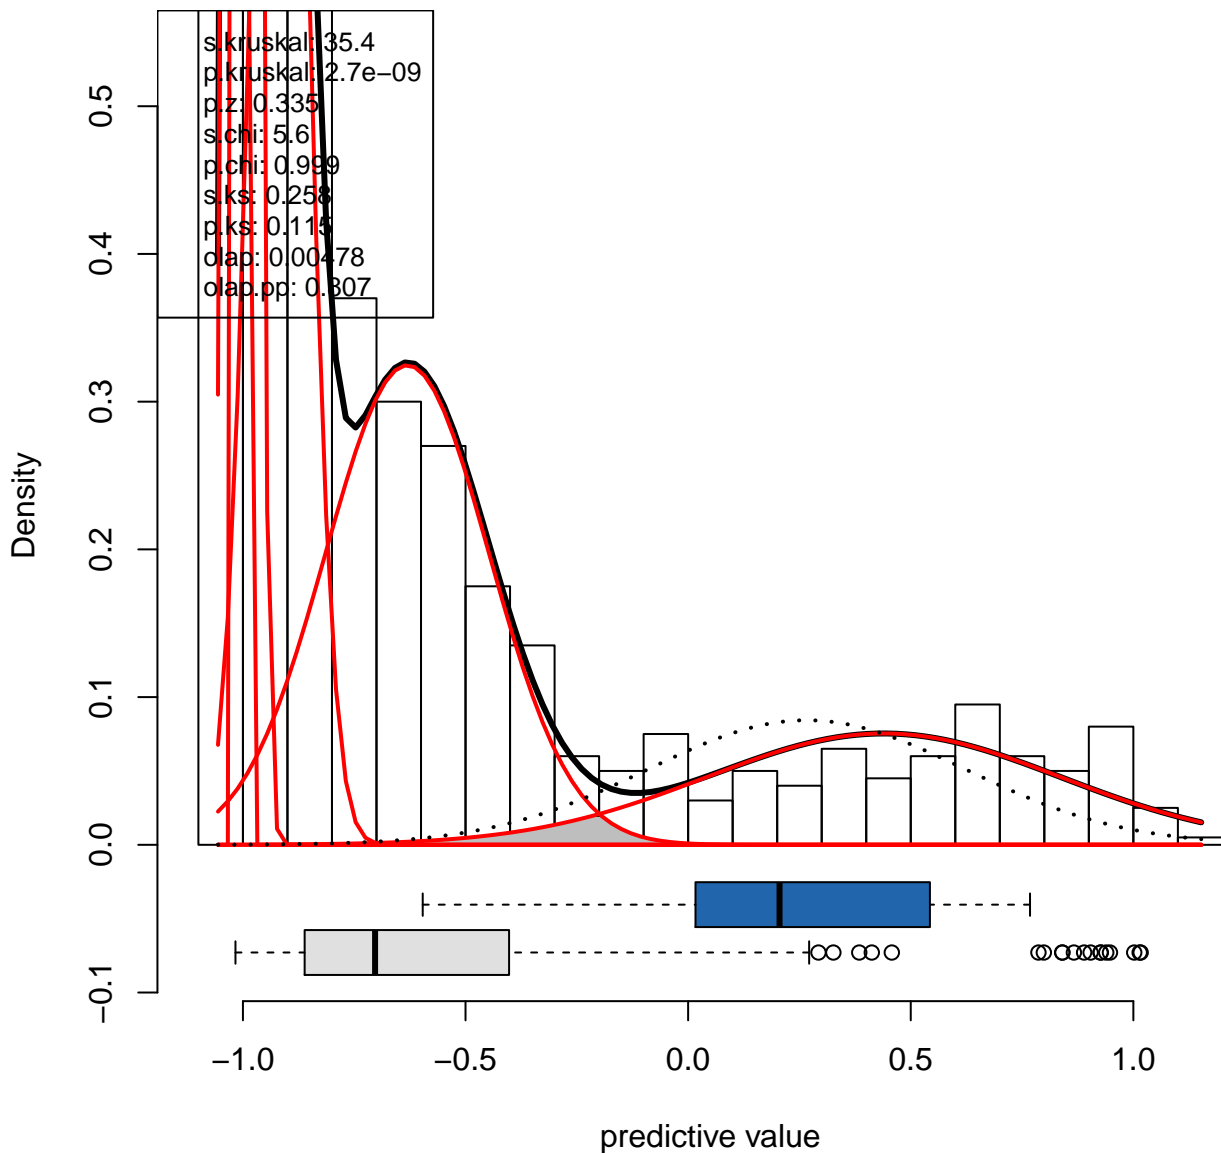 s.kruskal: 35.4
p.kruskal: 2.7e−09
p.z: 0.335
s.chi: 5.6
p.chi: 0.999
s.ks: 0.258
p.ks: 0.115
olap: 0.00478
olap.pp: 0.307
0.5
0.4
0.3
0.2
0.1
0.0
−0.1
Density
−1.0 −0.5 0.0 0.5 1.0
predictive value